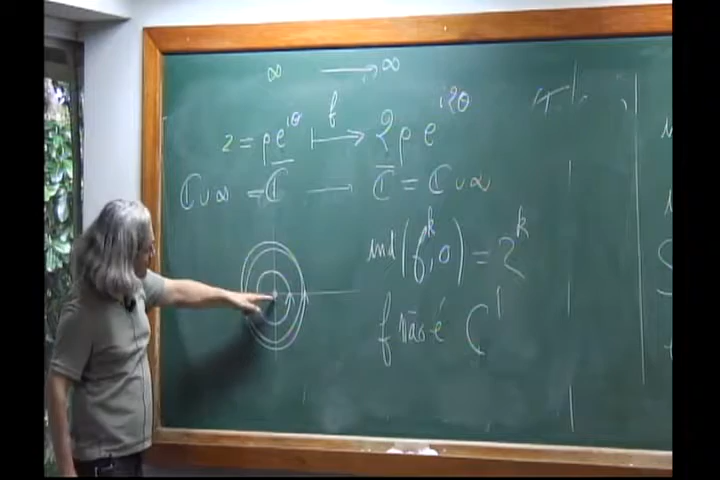 ∞ → ∞
f
z = ρe^{iθ} ↦ 2ρe^{i2θ}
ℂ∪∞ = ℂ̄ → ℂ̄ = ℂ∪∞
ind(f^k, 0) = 2^k
f não é C^1